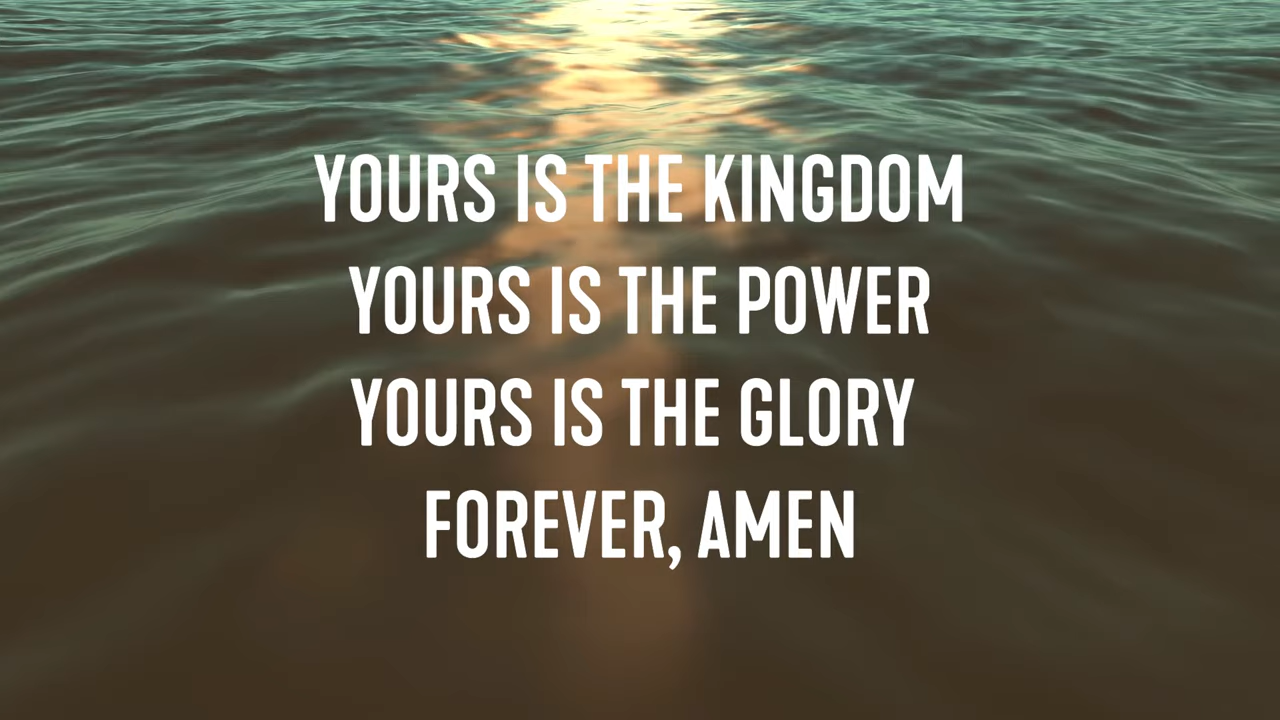 YOURS IS THE KINGDOM
YOURS IS THE POWER
YOURS IS THE GLORY
FOREVER, AMEN